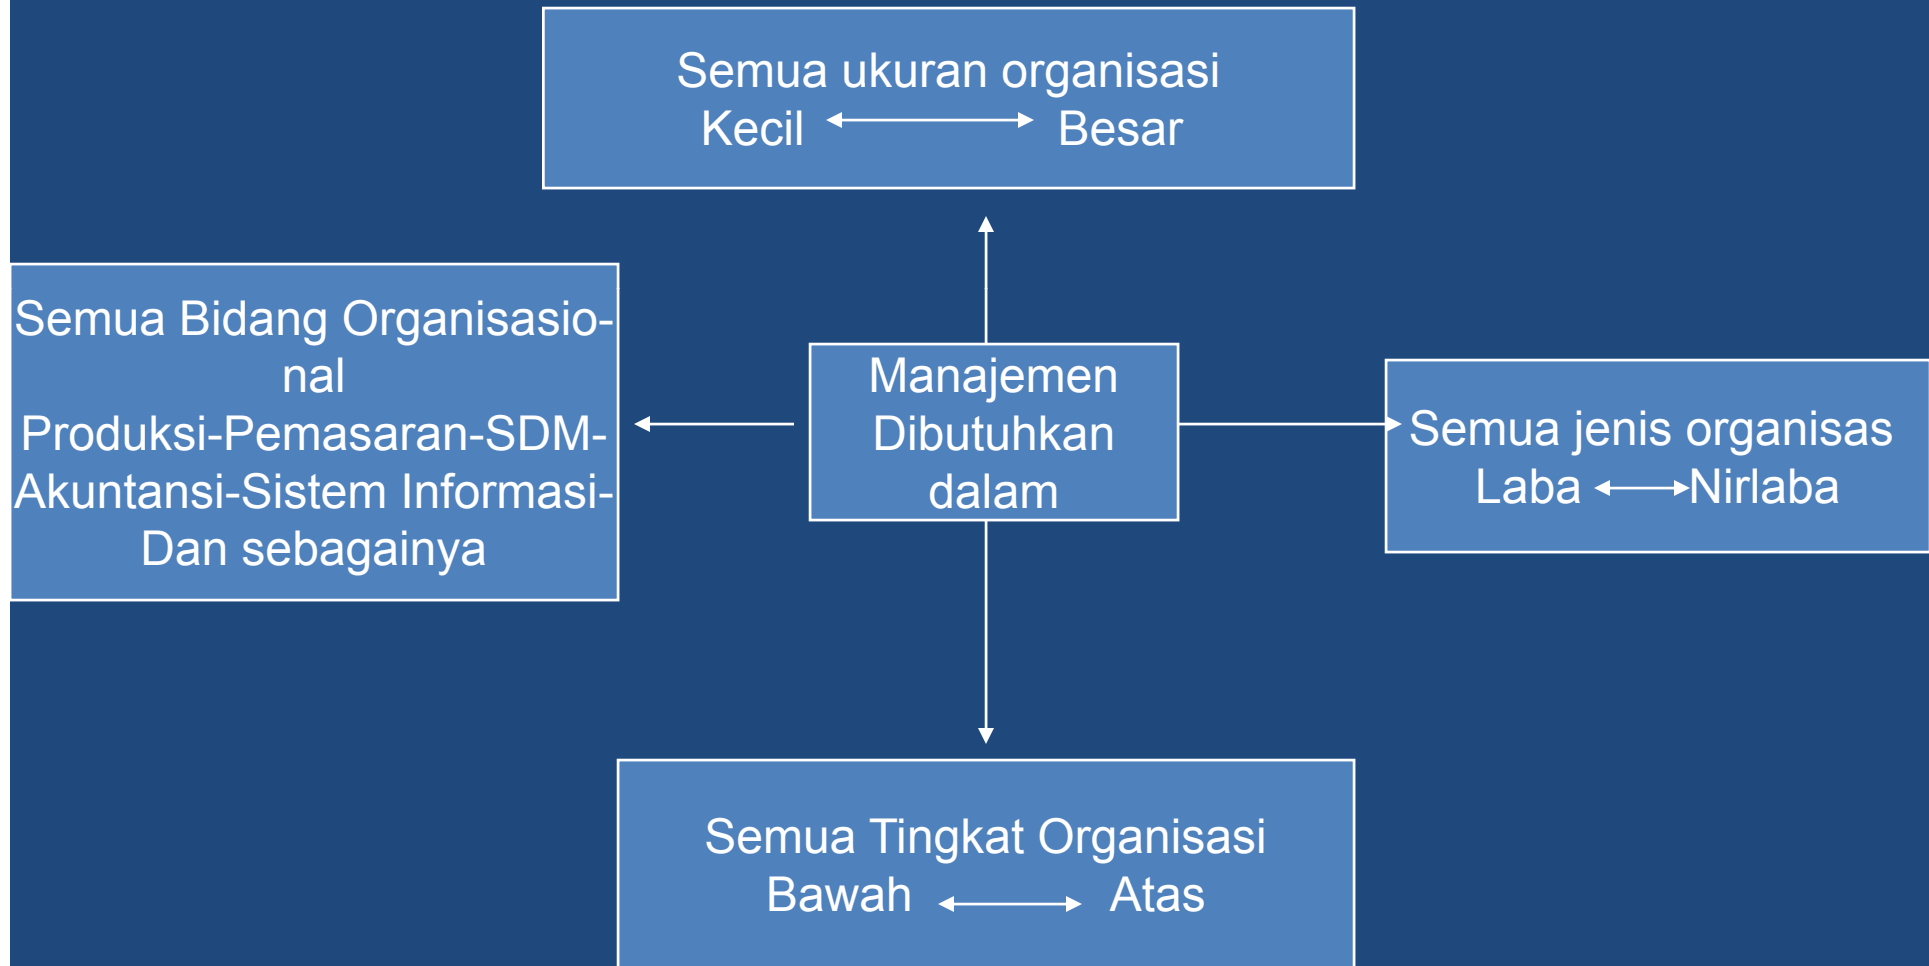 Semua ukuran organisasi
Kecil Besar
Semua Bidang Organisasio-
nal
Produksi-Pemasaran-SDM-
Akuntansi-Sistem Informasi-
Dan sebagainya
Manajemen
Dibutuhkan
dalam
Semua jenis organisas
Laba Nirlaba
Semua Tingkat Organisasi
Bawah Atas